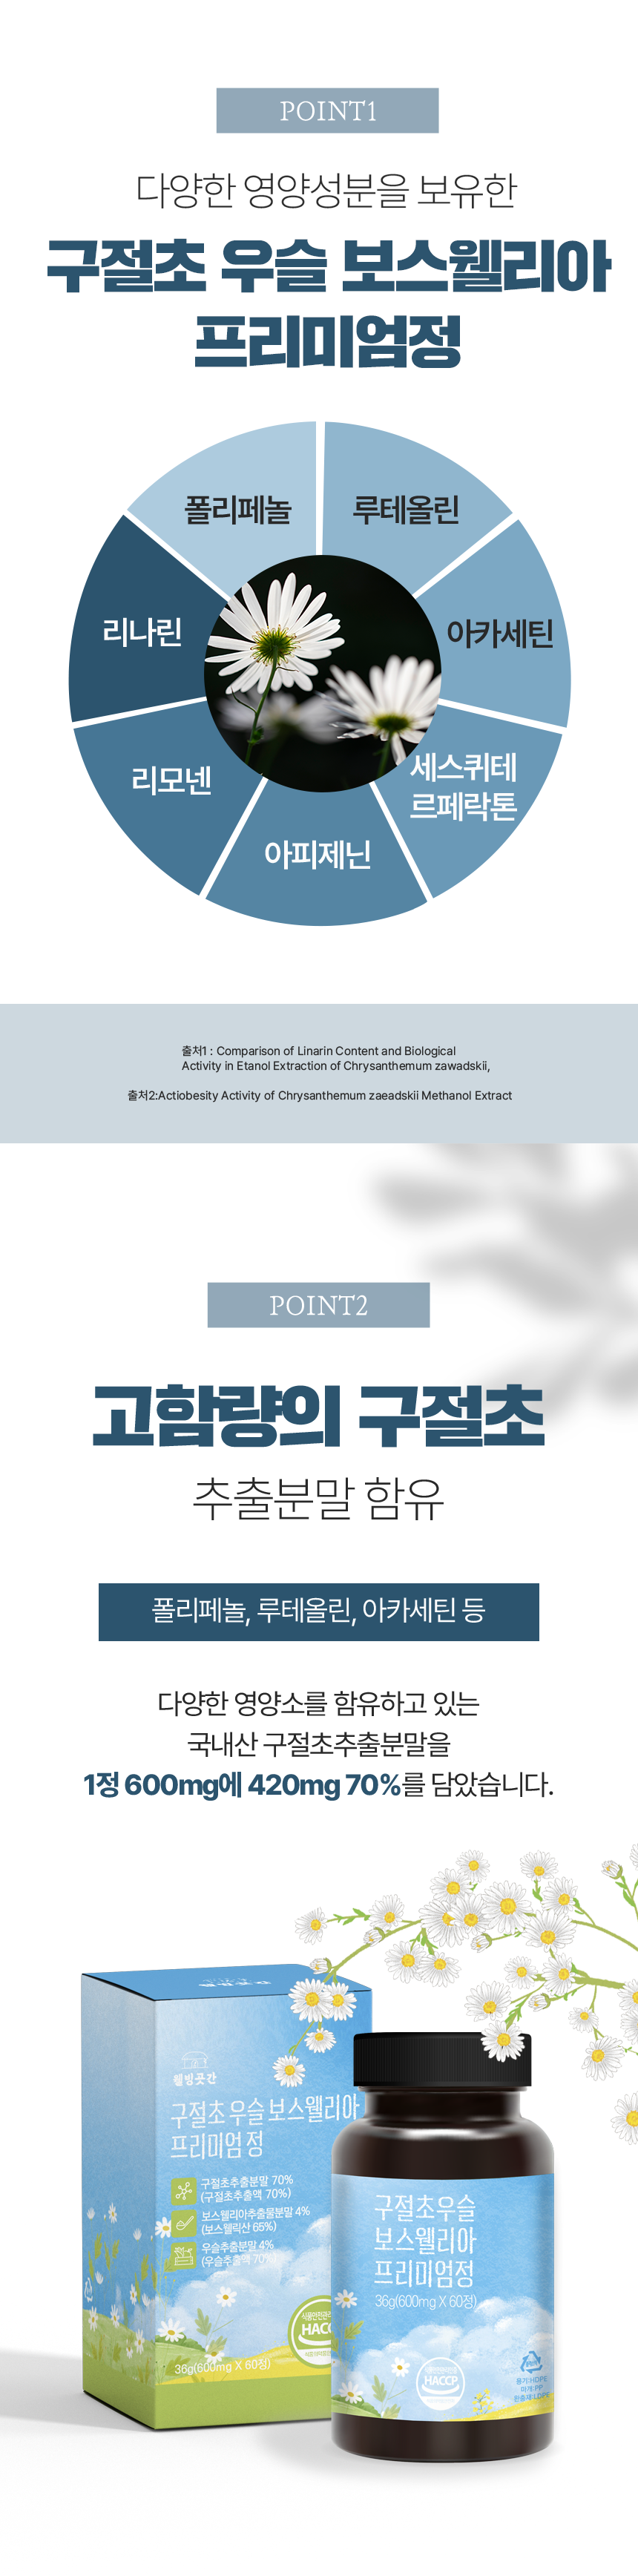 POINT1
다양한 영양성분을 보유한
구절초 우슬 보스웰리아
프리미엄정
폴리페놀
루테올린
리나린
아카세틴
리모넨
세스퀴테
르페락톤
아피제닌
출처1 : Comparison of Linarin Content and Biological
Activity in Etanol Extraction of Chrysanthemum zawadskii,
출처2:Actiobesity Activity of Chrysanthemum zaeadskii Methanol Extract
POINT2
고함량의 구절초
추출분말 함유
폴리페놀, 루테올린, 아카세틴 등
다양한 영양소를 함유하고 있는
국내산 구절초추출분말을
1정 600mg에 420mg 70%를 담았습니다.
웰빙곳간
구절초 우슬 보스웰리아
프리미엄 정
구절초추출분말 70%
(구절초추출액 70%)
보스웰리아추출물분말 4%
(보스웰릭산 65%)
우슬추출분말 4%
(우슬추출액 70%)
36g(600mg X 60정)
구절초우슬
보스웰리아
프리미엄정
36g(600mg X 60정)
HACCP
용기:HDPE
마개:PP